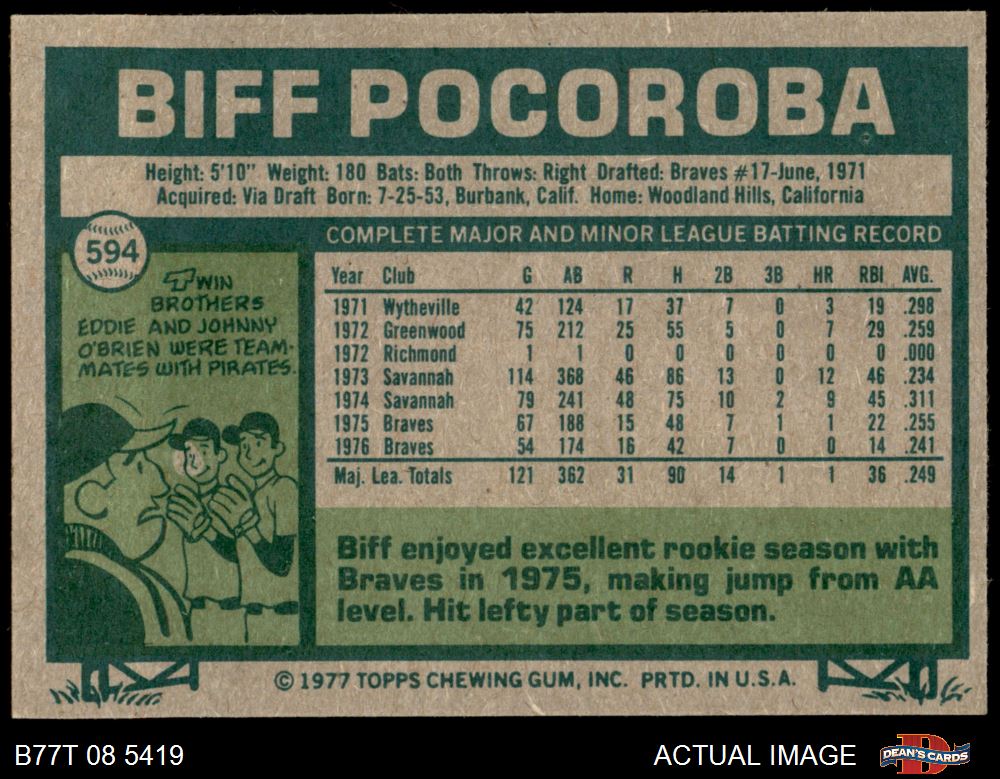 BIFF POCOROBA
Height: 5'10" Weight: 180 Bats: Both Throws: Right Drafted: Braves #17-June, 1971
Acquired: Via Draft Born: 7-25-53, Burbank, Calif. Home: Woodland Hills, California
594
TWIN
BROTHERS
EDDIE AND JOHNNY
O'BRIEN WERE TEAM-
MATES WITH PIRATES.
COMPLETE MAJOR AND MINOR LEAGUE BATTING RECORD
Year Club G AB R H 2B 3B HR RBI AVG.
1971 Wytheville 42 124 17 37 7 0 3 19 .298
1972 Greenwood 75 212 25 55 5 0 7 29 .259
1972 Richmond 1 1 0 0 0 0 0 0 .000
1973 Savannah 114 368 46 86 13 0 12 46 .234
1974 Savannah 79 241 48 75 10 2 9 45 .311
1975 Braves 67 188 15 48 7 1 1 22 .255
1976 Braves 54 174 16 42 7 0 0 14 .241
Maj. Lea. Totals 121 362 31 90 14 1 1 36 .249
Biff enjoyed excellent rookie season with
Braves in 1975, making jump from AA
level. Hit lefty part of season.
© 1977 TOPPS CHEWING GUM, INC. PRTD. IN U.S.A.
B77T 08 5419
ACTUAL IMAGE
DEAN'S CARDS